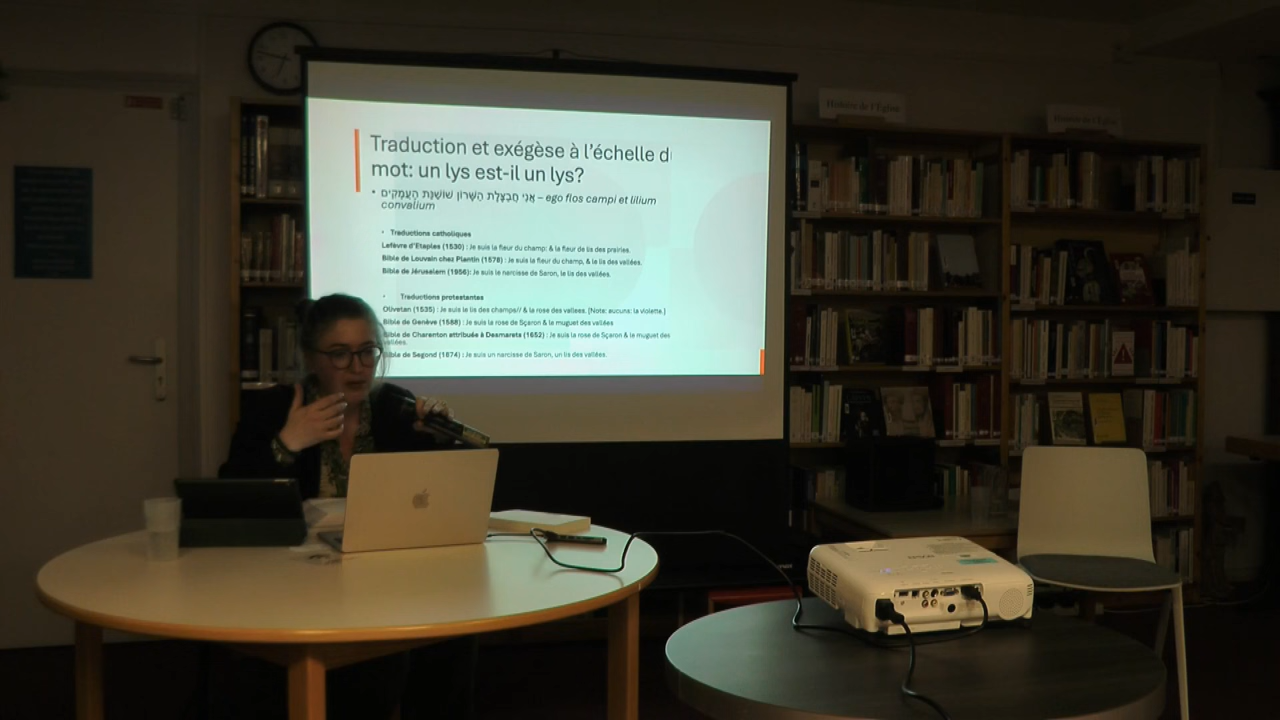 Traduction et exégèse à l'échelle d
mot: un lys est-il un lys?
• אֲנִי חֲבַצֶּלֶת הַשָּׁרוֹן שׁוֹשַׁנַּת הָעֲמָקִים – ego flos campi et lilium
convalium
• Traductions catholiques
Lefèvre d'Etaples (1530) : Je suis la fleur du champ: & la fleur de lis des prairies.
Bible de Louvain chez Plantin (1578) : Je suis la fleur du champ, & le lis des vallées.
Bible de Jérusalem (1956): Je suis le narcisse de Saron, le lis des vallées.
• Traductions protestantes
Olivetan (1535) : Je suis le lis des champs// & la rose des vallees. [Note: aucuns: la violette.]
Bible de Genève (1588) : Je suis la rose de Sçaron & le muguet des vallées
Bible de Charenton attribuée à Desmarets (1652) : Je suis la rose de Sçaron & le muguet des
vallées.
Bible de Segond (1874) : Je suis un narcisse de Saron, un lis des vallées.
Histoire de l'Église
Histoire de l'Église
EPSON